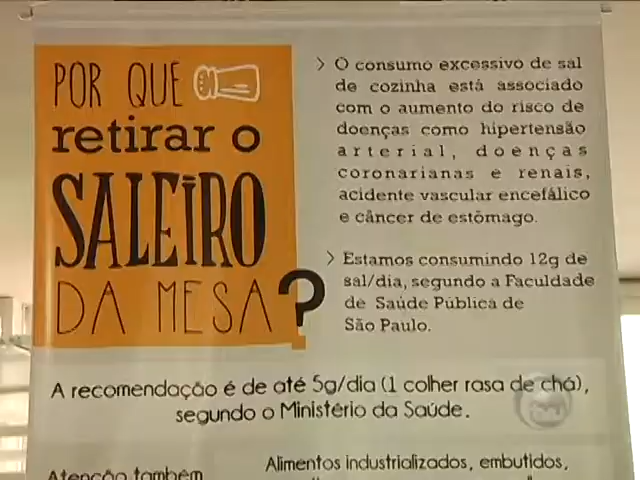 POR QUE
retirar o
SALEIRO
DA MESA?
> O consumo excessivo de sal
de cozinha está associado
com o aumento do risco de
doenças como hipertensão
arterial, doenças
coronarianas e renais,
acidente vascular encefálico
e câncer de estômago.
> Estamos consumindo 12g de
sal/dia, segundo a Faculdade
de Saúde Pública de
São Paulo.
A recomendação é de até 5g/dia (1 colher rasa de chá),
segundo o Ministério da Saúde.
Atenção também
Alimentos industrializados, embutidos,